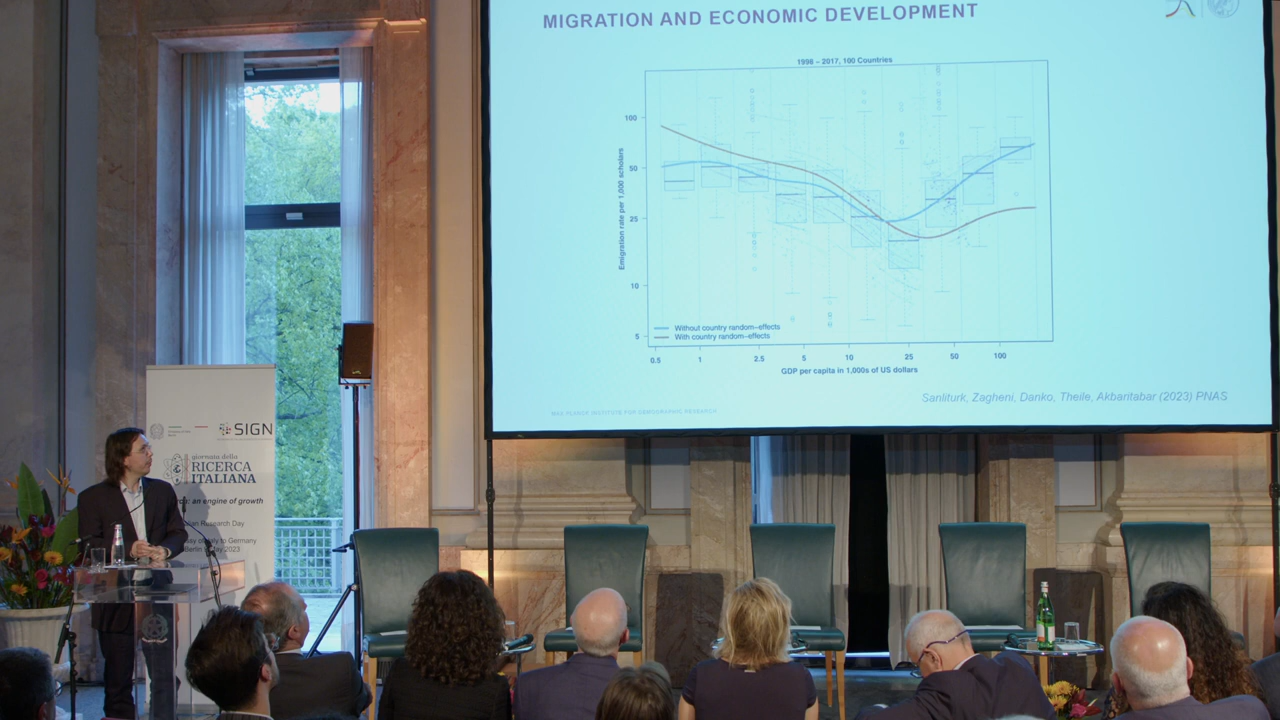 MIGRATION AND ECONOMIC DEVELOPMENT
1996 – 2017, 100 Countries
Emigration rate per 1,000 scholars
100
50
25
10
5
Without country random−effects
With country random−effects
0.5 1 2.5 5 10 25 50 100
GDP per capita in 1,000s of US dollars
Sanliturk, Zagheni, Danko, Theile, Akbaritabar (2023) PNAS
MAX PLANCK INSTITUTE FOR DEMOGRAPHIC RESEARCH
SIGN
giornata della
RICERCA
ITALIANA
an engine of growth
Research Day
to Germany
Berlin 2023